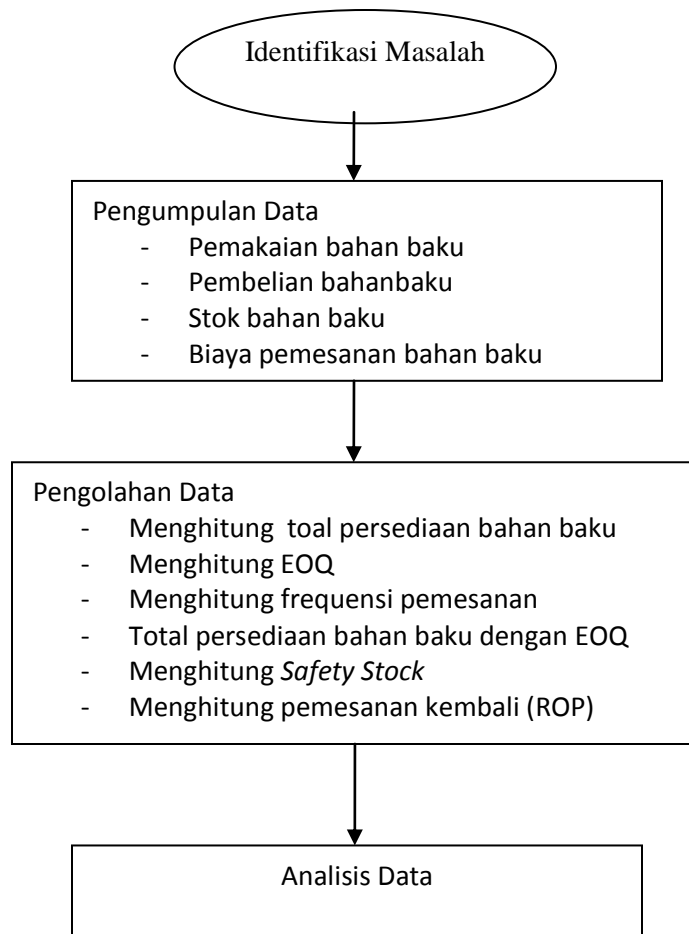 Identifikasi Masalah
Pengumpulan Data
- Pemakaian bahan baku
- Pembelian bahanbaku
- Stok bahan baku
- Biaya pemesanan bahan baku
Pengolahan Data
- Menghitung toal persediaan bahan baku
- Menghitung EOQ
- Menghitung frequensi pemesanan
- Total persediaan bahan baku dengan EOQ
- Menghitung Safety Stock
- Menghitung pemesanan kembali (ROP)
Analisis Data